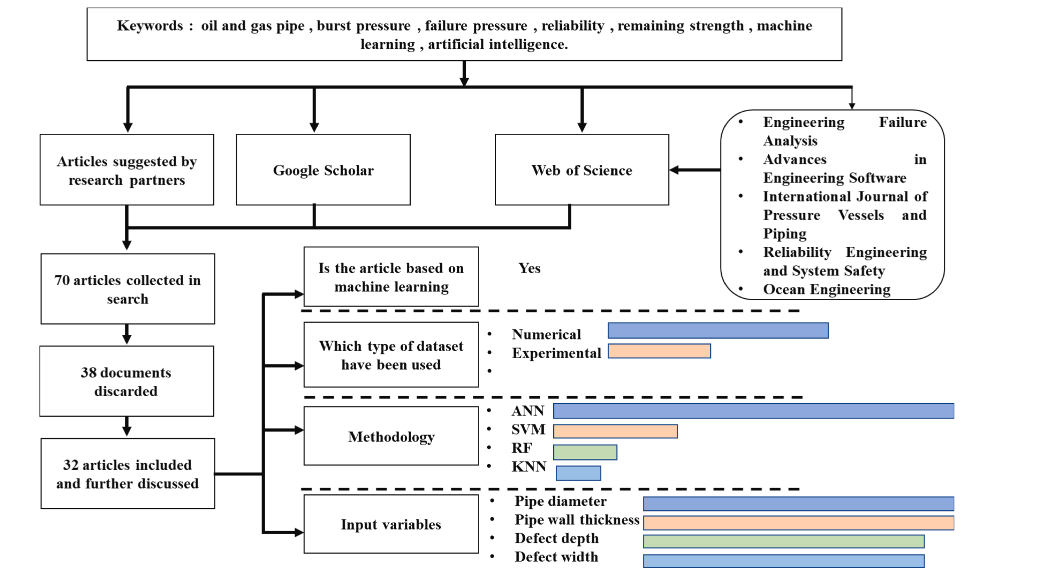 Keywords : oil and gas pipe , burst pressure , failure pressure , reliability , remaining strength , machine
learning , artificial intelligence.
Articles suggested by
research partners
Google Scholar
Web of Science
• Engineering Failure
Analysis
• Advances in
Engineering Software
• International Journal of
Pressure Vessels and
Piping
• Reliability Engineering
and System Safety
• Ocean Engineering
70 articles collected in
search
38 documents
discarded
32 articles included
and further discussed
Is the article based on
machine learning
Yes
Which type of dataset
have been used
• Numerical
• Experimental
•
Methodology
• ANN
• SVM
• RF
• KNN
Input variables
• Pipe diameter
• Pipe wall thickness
• Defect depth
• Defect width